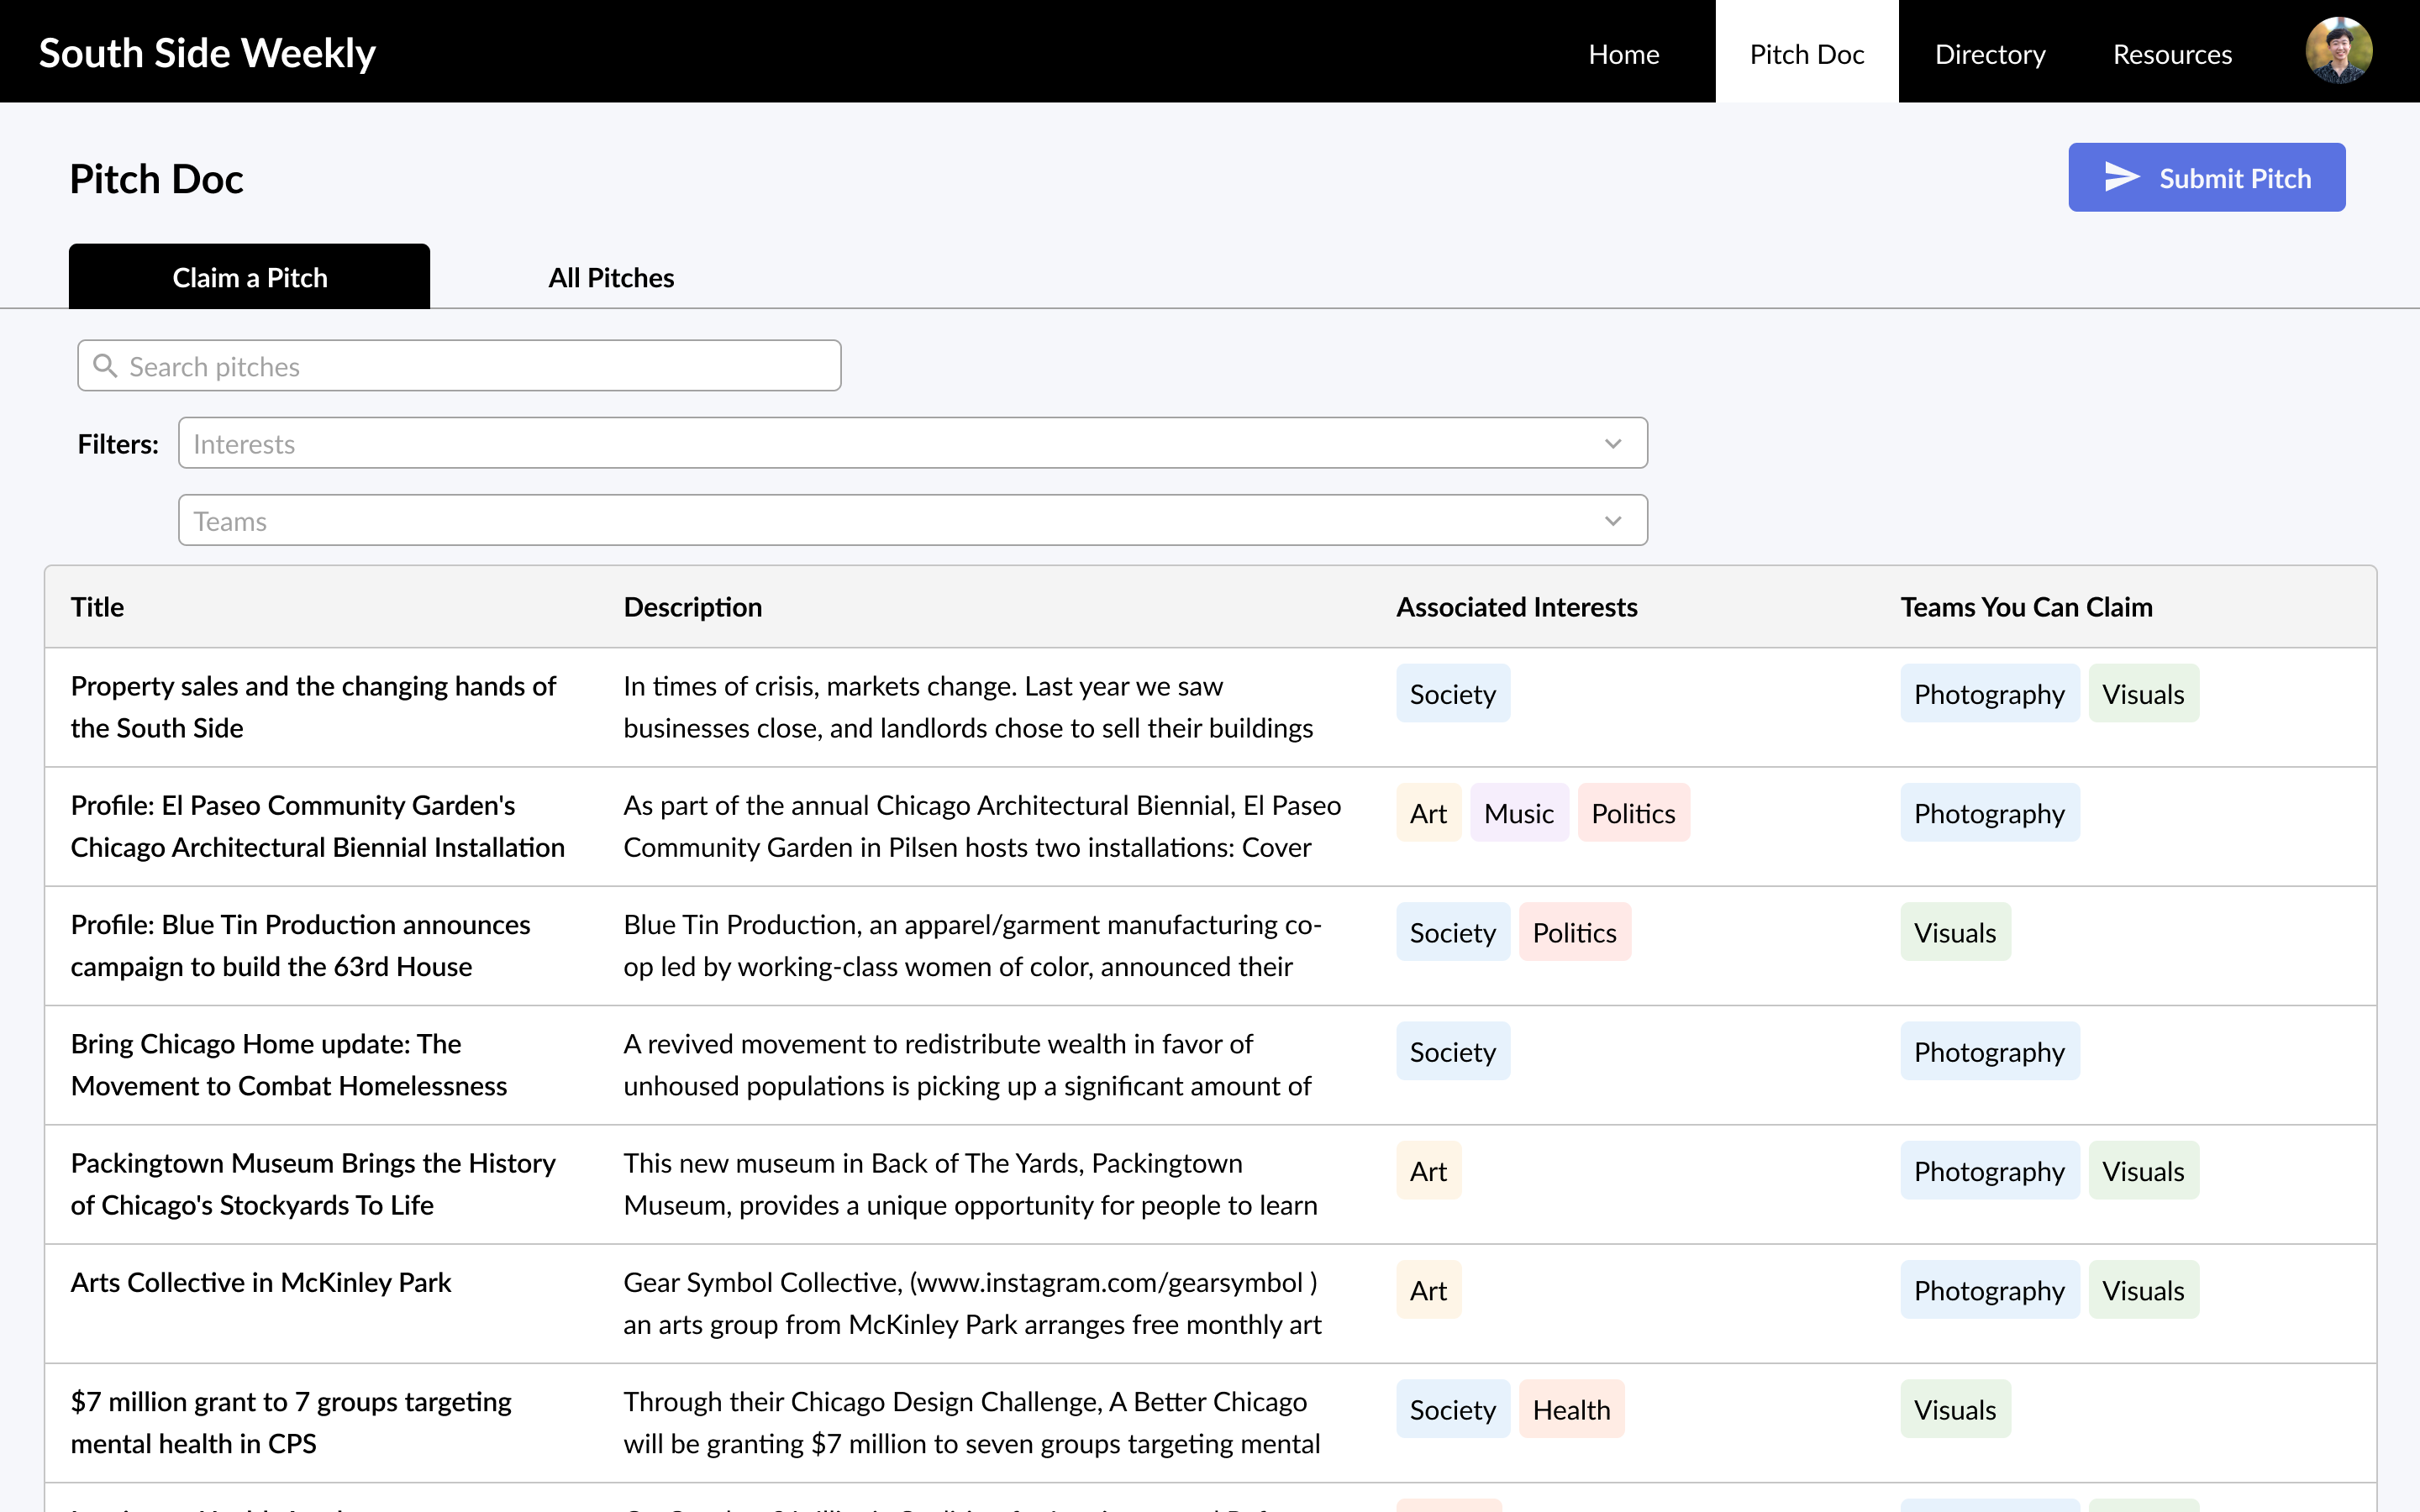 South Side Weekly
Home
Pitch Doc
Directory
Resources
Pitch Doc
Submit Pitch
Claim a Pitch
All Pitches
Search pitches
Filters:
Interests
Teams
Title
Description
Associated Interests
Teams You Can Claim
Property sales and the changing hands of
the South Side
In times of crisis, markets change. Last year we saw
businesses close, and landlords chose to sell their buildings
Society
Photography
Visuals
Profile: El Paseo Community Garden's
Chicago Architectural Biennial Installation
As part of the annual Chicago Architectural Biennial, El Paseo
Community Garden in Pilsen hosts two installations: Cover
Art
Music
Politics
Photography
Profile: Blue Tin Production announces
campaign to build the 63rd House
Blue Tin Production, an apparel/garment manufacturing co-
op led by working-class women of color, announced their
Society
Politics
Visuals
Bring Chicago Home update: The
Movement to Combat Homelessness
A revived movement to redistribute wealth in favor of
unhoused populations is picking up a significant amount of
Society
Photography
Packingtown Museum Brings the History
of Chicago's Stockyards To Life
This new museum in Back of The Yards, Packingtown
Museum, provides a unique opportunity for people to learn
Art
Photography
Visuals
Arts Collective in McKinley Park
Gear Symbol Collective, (www.instagram.com/gearsymbol )
an arts group from McKinley Park arranges free monthly art
Art
Photography
Visuals
$7 million grant to 7 groups targeting
mental health in CPS
Through their Chicago Design Challenge, A Better Chicago
will be granting $7 million to seven groups targeting mental
Society
Health
Visuals